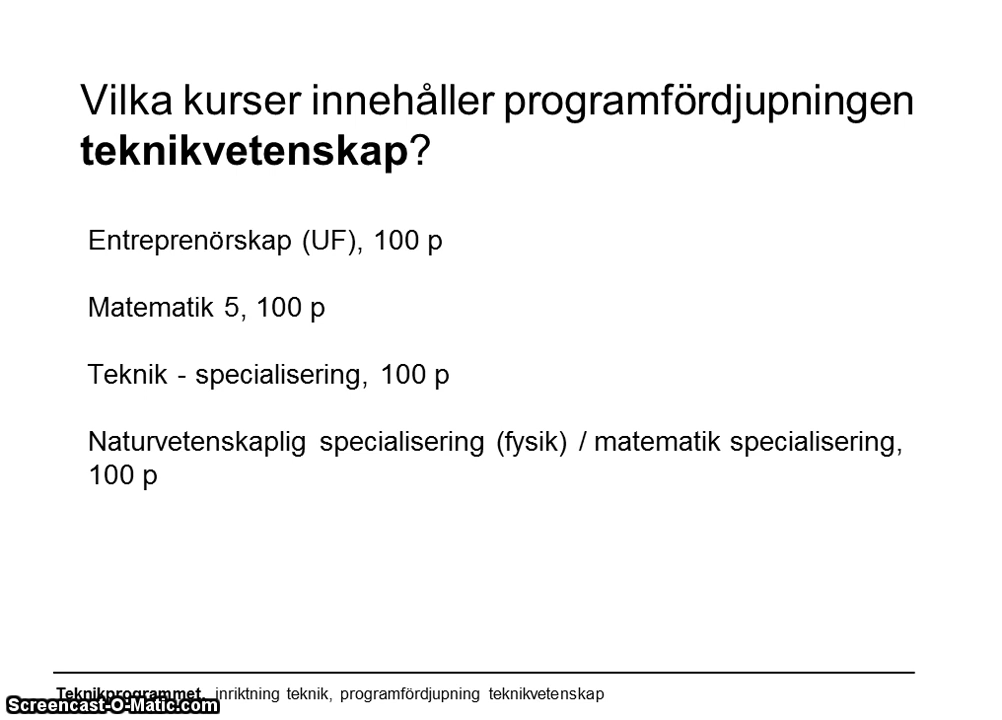 Vilka kurser innehåller programfördjupningen
teknikvetenskap?
Entreprenörskap (UF), 100 p
Matematik 5, 100 p
Teknik - specialisering, 100 p
Naturvetenskaplig specialisering (fysik) / matematik specialisering,
100 p
Teknikprogrammet, inriktning teknik, programfördjupning teknikvetenskap
Screencast-O-Matic.com